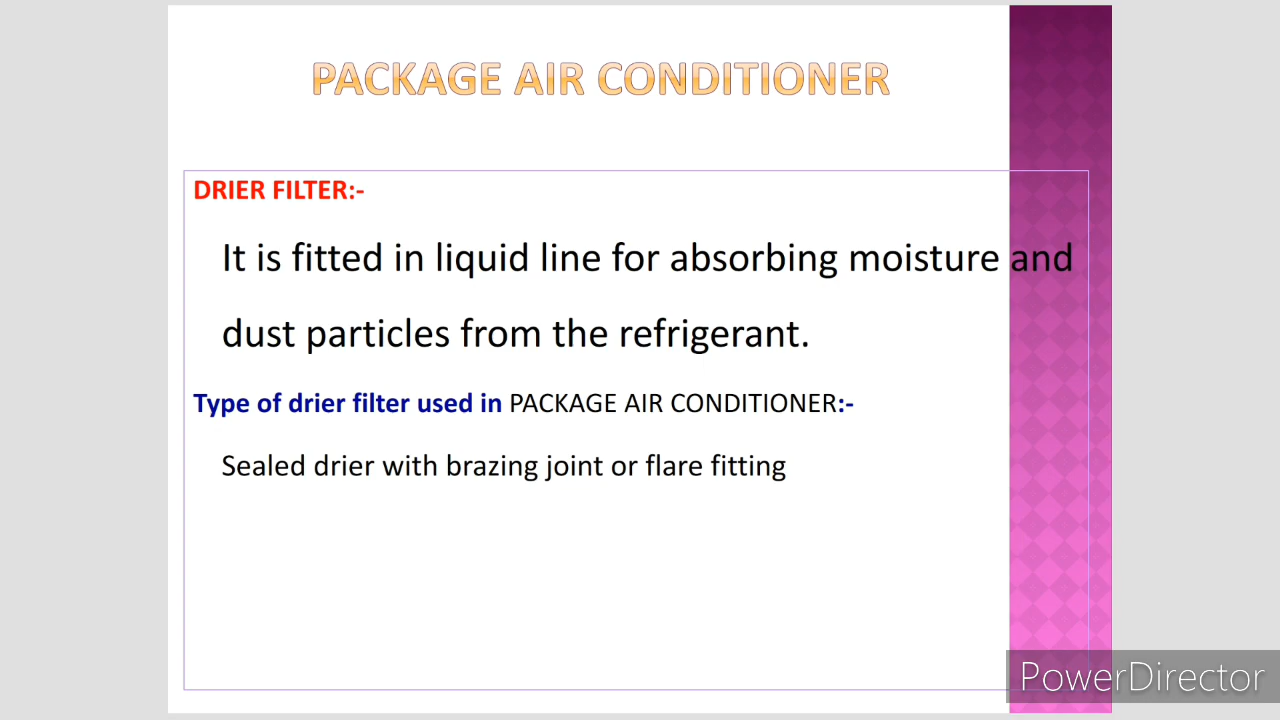 PACKAGE AIR CONDITIONER
DRIER FILTER:-
It is fitted in liquid line for absorbing moisture and
dust particles from the refrigerant.
Type of drier filter used in PACKAGE AIR CONDITIONER:-
Sealed drier with brazing joint or flare fitting
PowerDirector